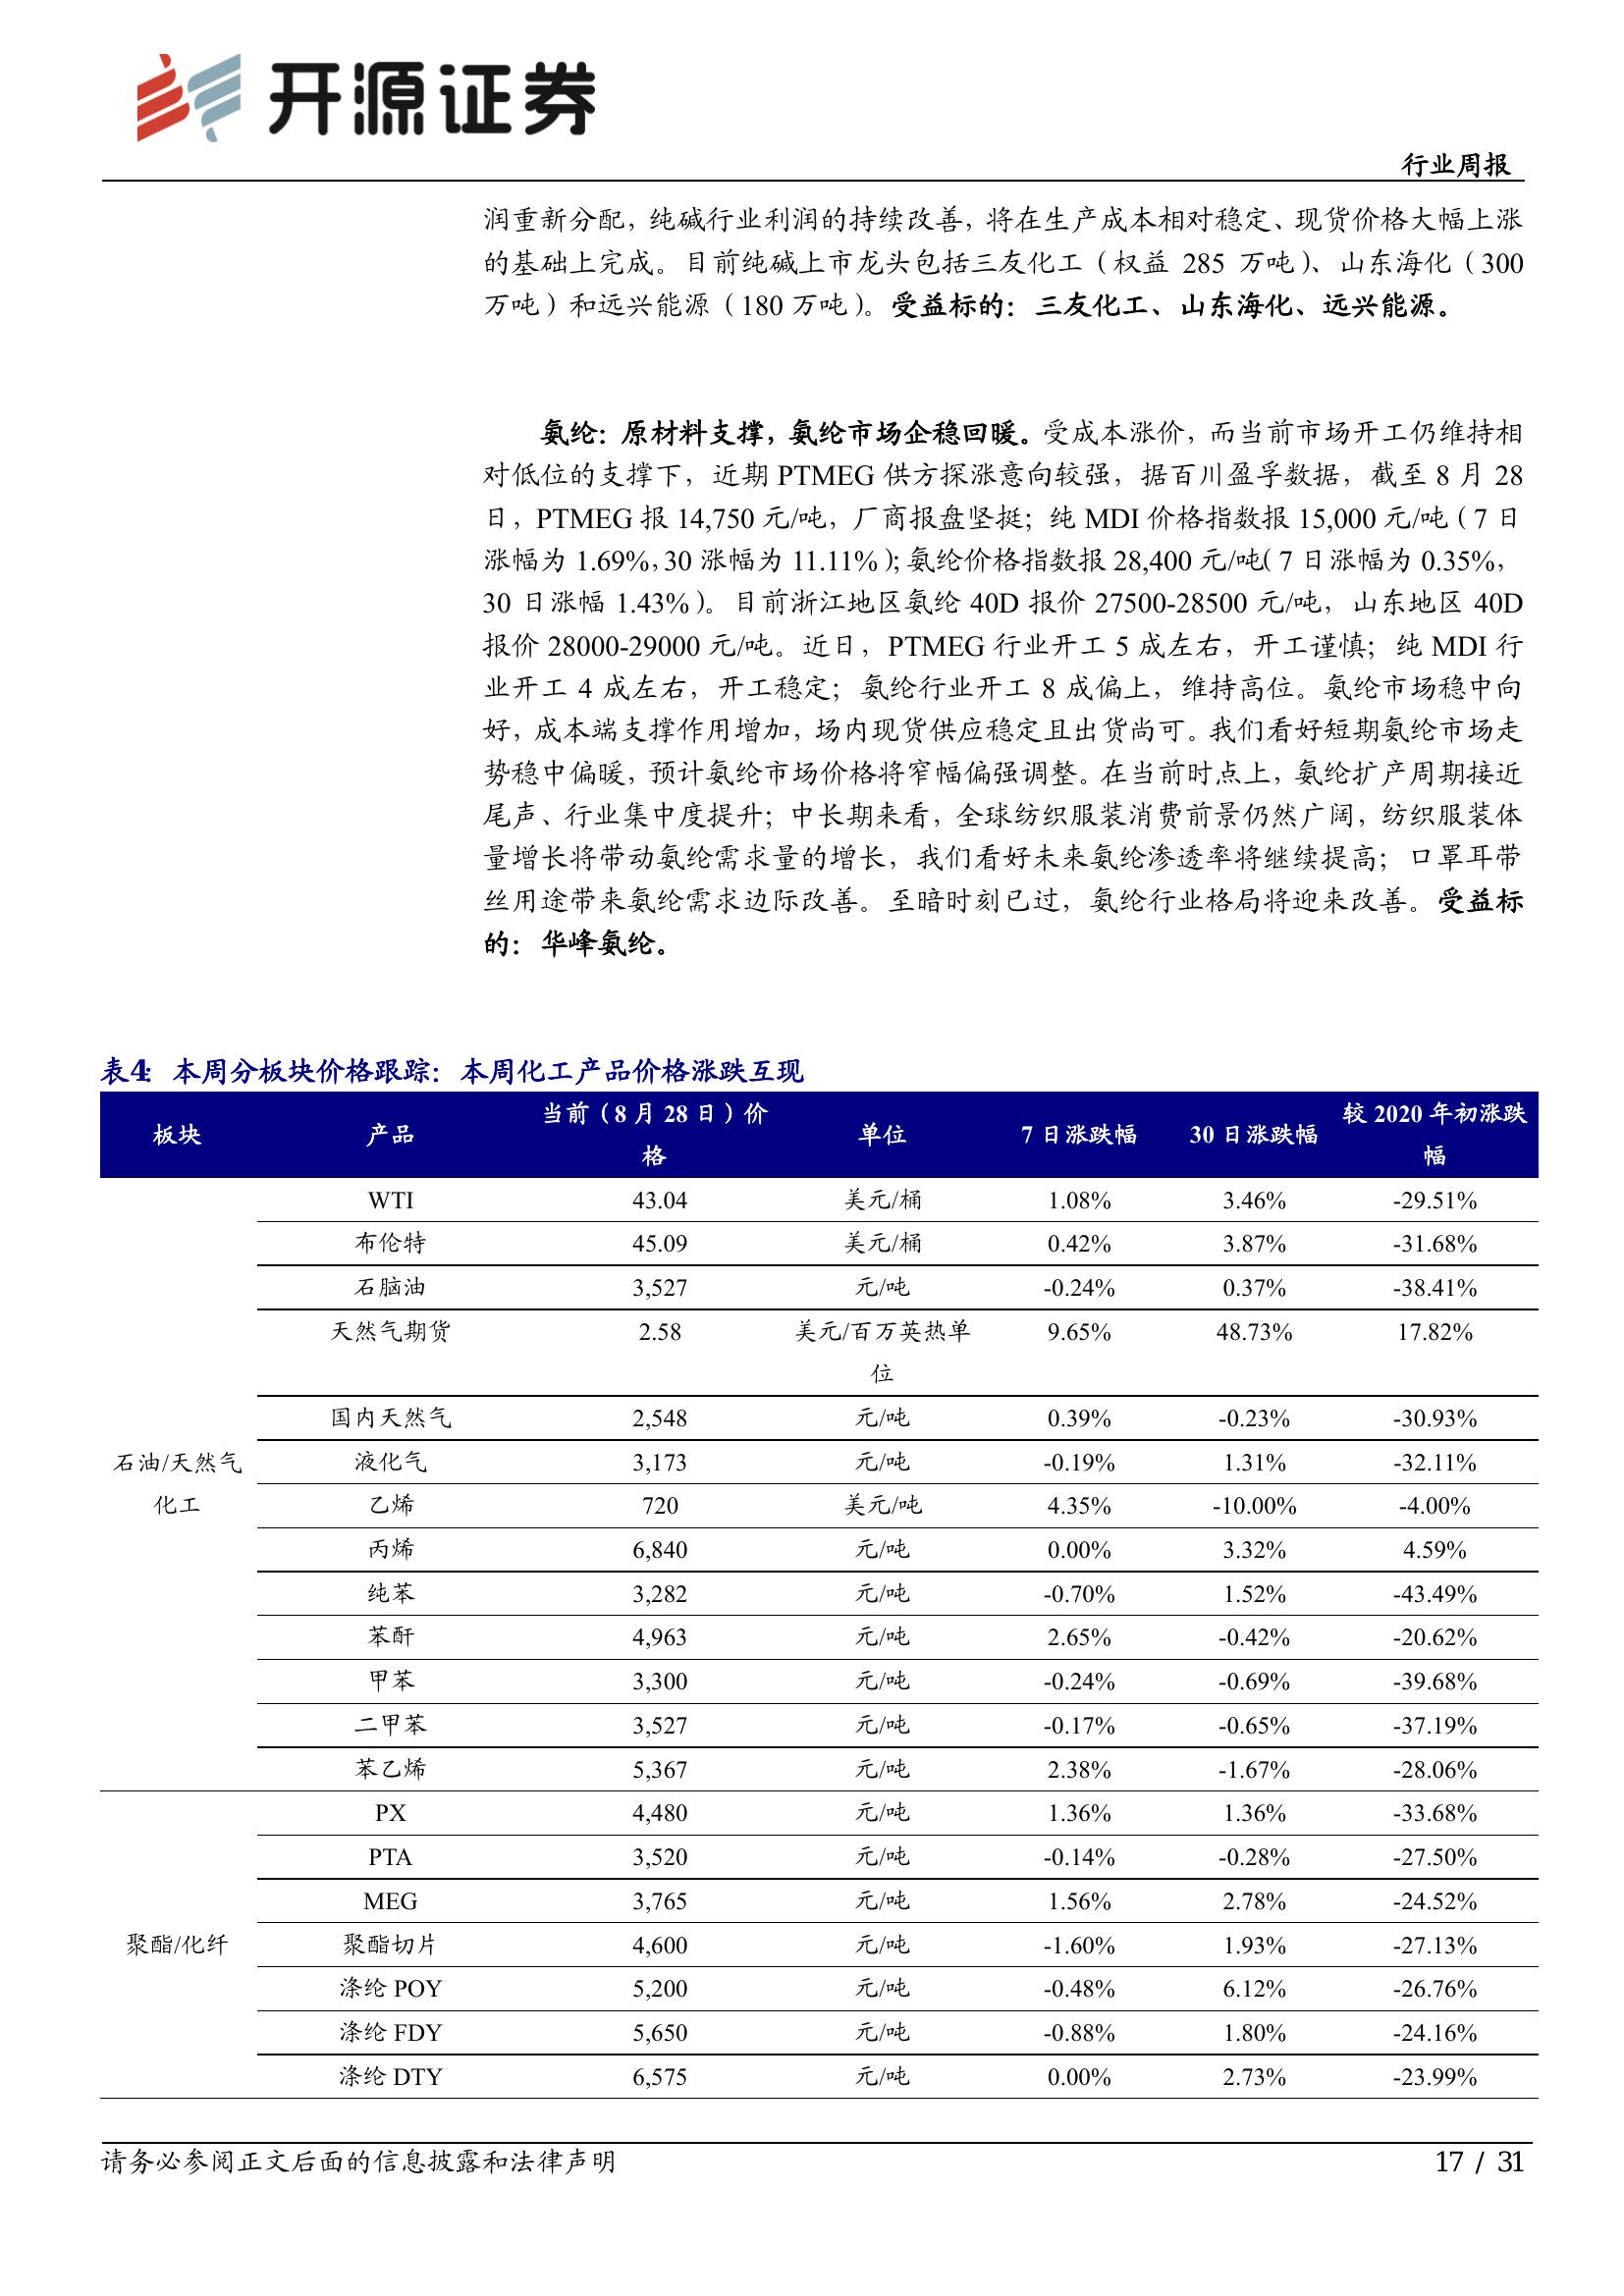 开源证券
行业周报
润重新分配，纯碱行业利润的持续改善，将在生产成本相对稳定、现货价格大幅上涨
的基础上完成。目前纯碱上市龙头包括三友化工（权益 285 万吨）、山东海化（300
万吨）和远兴能源（180 万吨）。受益标的：三友化工、山东海化、远兴能源。
氨纶：原材料支撑，氨纶市场企稳回暖。受成本涨价，而当前市场开工仍维持相
对低位的支撑下，近期 PTMEG 供方探涨意向较强，据百川盈孚数据，截至 8 月 28
日，PTMEG 报 14,750 元/吨，厂商报盘坚挺；纯 MDI 价格指数报 15,000 元/吨（7 日
涨幅为 1.69%，30 涨幅为 11.11%）；氨纶价格指数报 28,400 元/吨（7 日涨幅为 0.35%，
30 日涨幅 1.43%）。目前浙江地区氨纶 40D 报价 27500-28500 元/吨，山东地区 40D
报价 28000-29000 元/吨。近日，PTMEG 行业开工 5 成左右，开工谨慎；纯 MDI 行
业开工 4 成左右，开工稳定；氨纶行业开工 8 成偏上，维持高位。氨纶市场稳中向
好，成本端支撑作用增加，场内现货供应稳定且出货尚可。我们看好短期氨纶市场走
势稳中偏暖，预计氨纶市场价格将窄幅偏强调整。在当前时点上，氨纶扩产周期接近
尾声、行业集中度提升；中长期来看，全球纺织服装消费前景仍然广阔，纺织服装体
量增长将带动氨纶需求量的增长，我们看好未来氨纶渗透率将继续提高；口罩耳带
丝用途带来氨纶需求边际改善。至暗时刻已过，氨纶行业格局将迎来改善。受益标
的：华峰氨纶。
表4：本周分板块价格跟踪：本周化工产品价格涨跌互现
板块 产品 当前（8 月 28 日）价格 单位 7 日涨跌幅 30 日涨跌幅 较 2020 年初涨跌幅
石油/天然气化工
WTI 43.04 美元/桶 1.08% 3.46% -29.51%
布伦特 45.09 美元/桶 0.42% 3.87% -31.68%
石脑油 3,527 元/吨 -0.24% 0.37% -38.41%
天然气期货 2.58 美元/百万英热单位 9.65% 48.73% 17.82%
国内天然气 2,548 元/吨 0.39% -0.23% -30.93%
液化气 3,173 元/吨 -0.19% 1.31% -32.11%
乙烯 720 美元/吨 4.35% -10.00% -4.00%
丙烯 6,840 元/吨 0.00% 3.32% 4.59%
纯苯 3,282 元/吨 -0.70% 1.52% -43.49%
苯酐 4,963 元/吨 2.65% -0.42% -20.62%
甲苯 3,300 元/吨 -0.24% -0.69% -39.68%
二甲苯 3,527 元/吨 -0.17% -0.65% -37.19%
苯乙烯 5,367 元/吨 2.38% -1.67% -28.06%
聚酯/化纤
PX 4,480 元/吨 1.36% 1.36% -33.68%
PTA 3,520 元/吨 -0.14% -0.28% -27.50%
MEG 3,765 元/吨 1.56% 2.78% -24.52%
聚酯切片 4,600 元/吨 -1.60% 1.93% -27.13%
涤纶 POY 5,200 元/吨 -0.48% 6.12% -26.76%
涤纶 FDY 5,650 元/吨 -0.88% 1.80% -24.16%
涤纶 DTY 6,575 元/吨 0.00% 2.73% -23.99%
请务必参阅正文后面的信息披露和法律声明
17 / 31